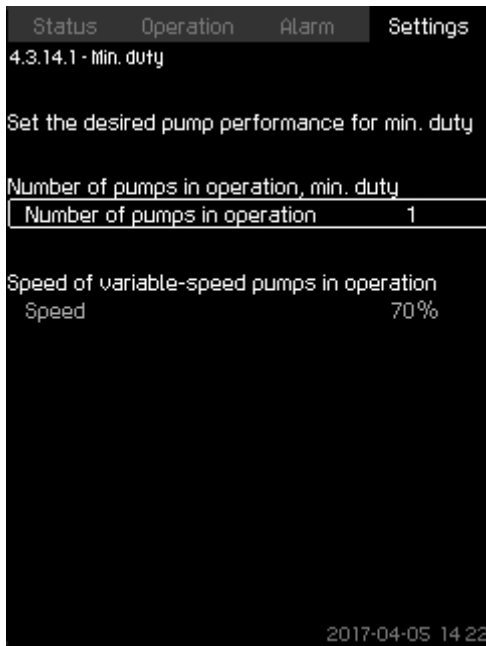 Status Operation Alarm Settings
4.3.14.1 - Min. duty
Set the desired pump performance for min. duty
Number of pumps in operation, min. duty
Number of pumps in operation 1
Speed of variable-speed pumps in operation
Speed 70%
2017-04-05 14:22